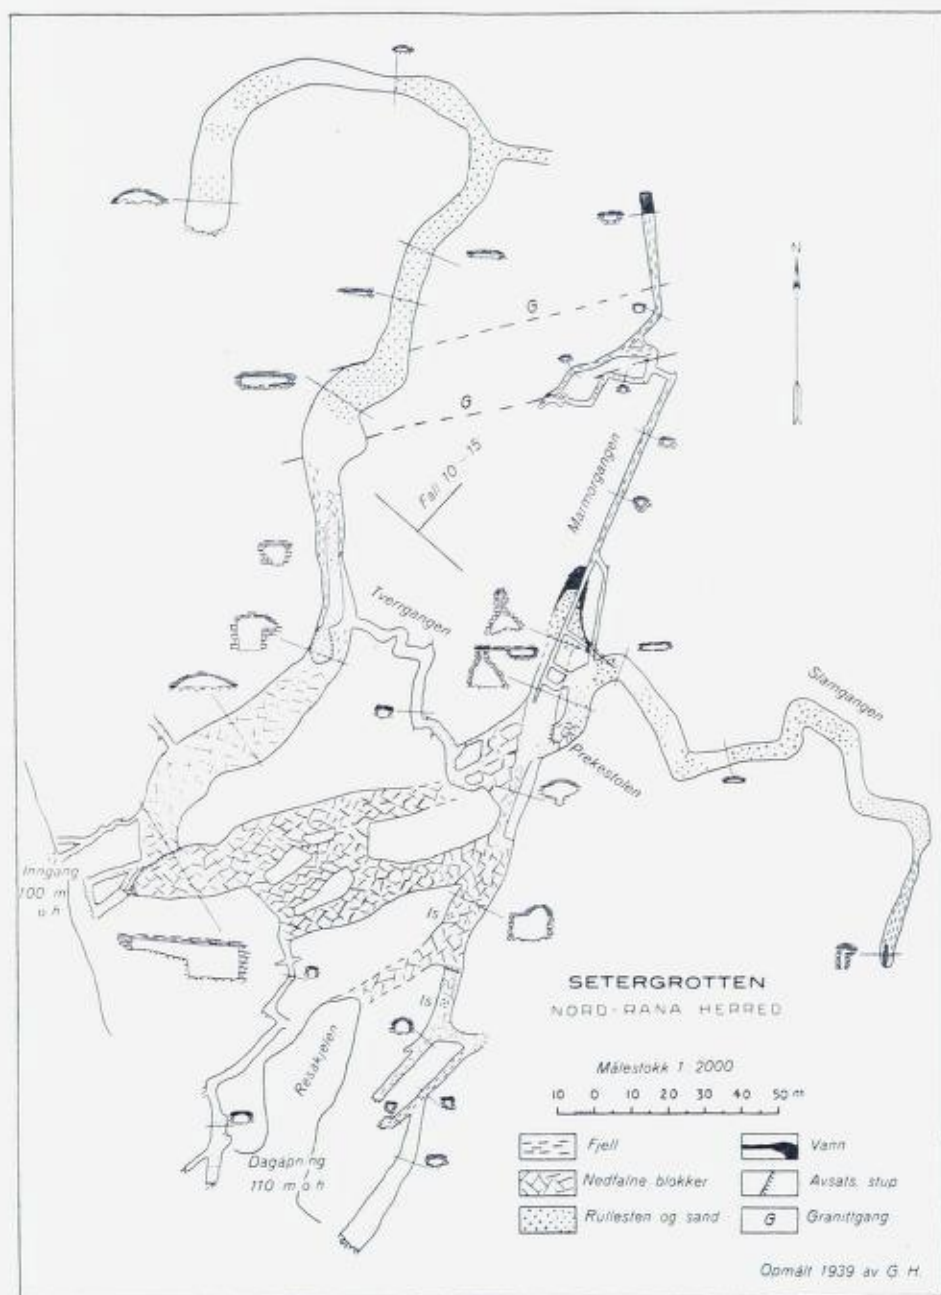 N
G
G
Fall 10 - 15
Marmorgangen
Tverrgangen
Slamgangen
Prekestolen
Inngang
100 m
o h
Is
Is
Resakjelen
Dagåpning
110 m o h
SETERGROTTEN
NORD-RANA HERRED
Målestokk 1 2000
10 0 10 20 30 40 50 m
Fjell
Vann
Nedfalne blokker
Avsats. stup
Rullesten og sand
G
Granittgang
Opmålt 1939 av G. H.